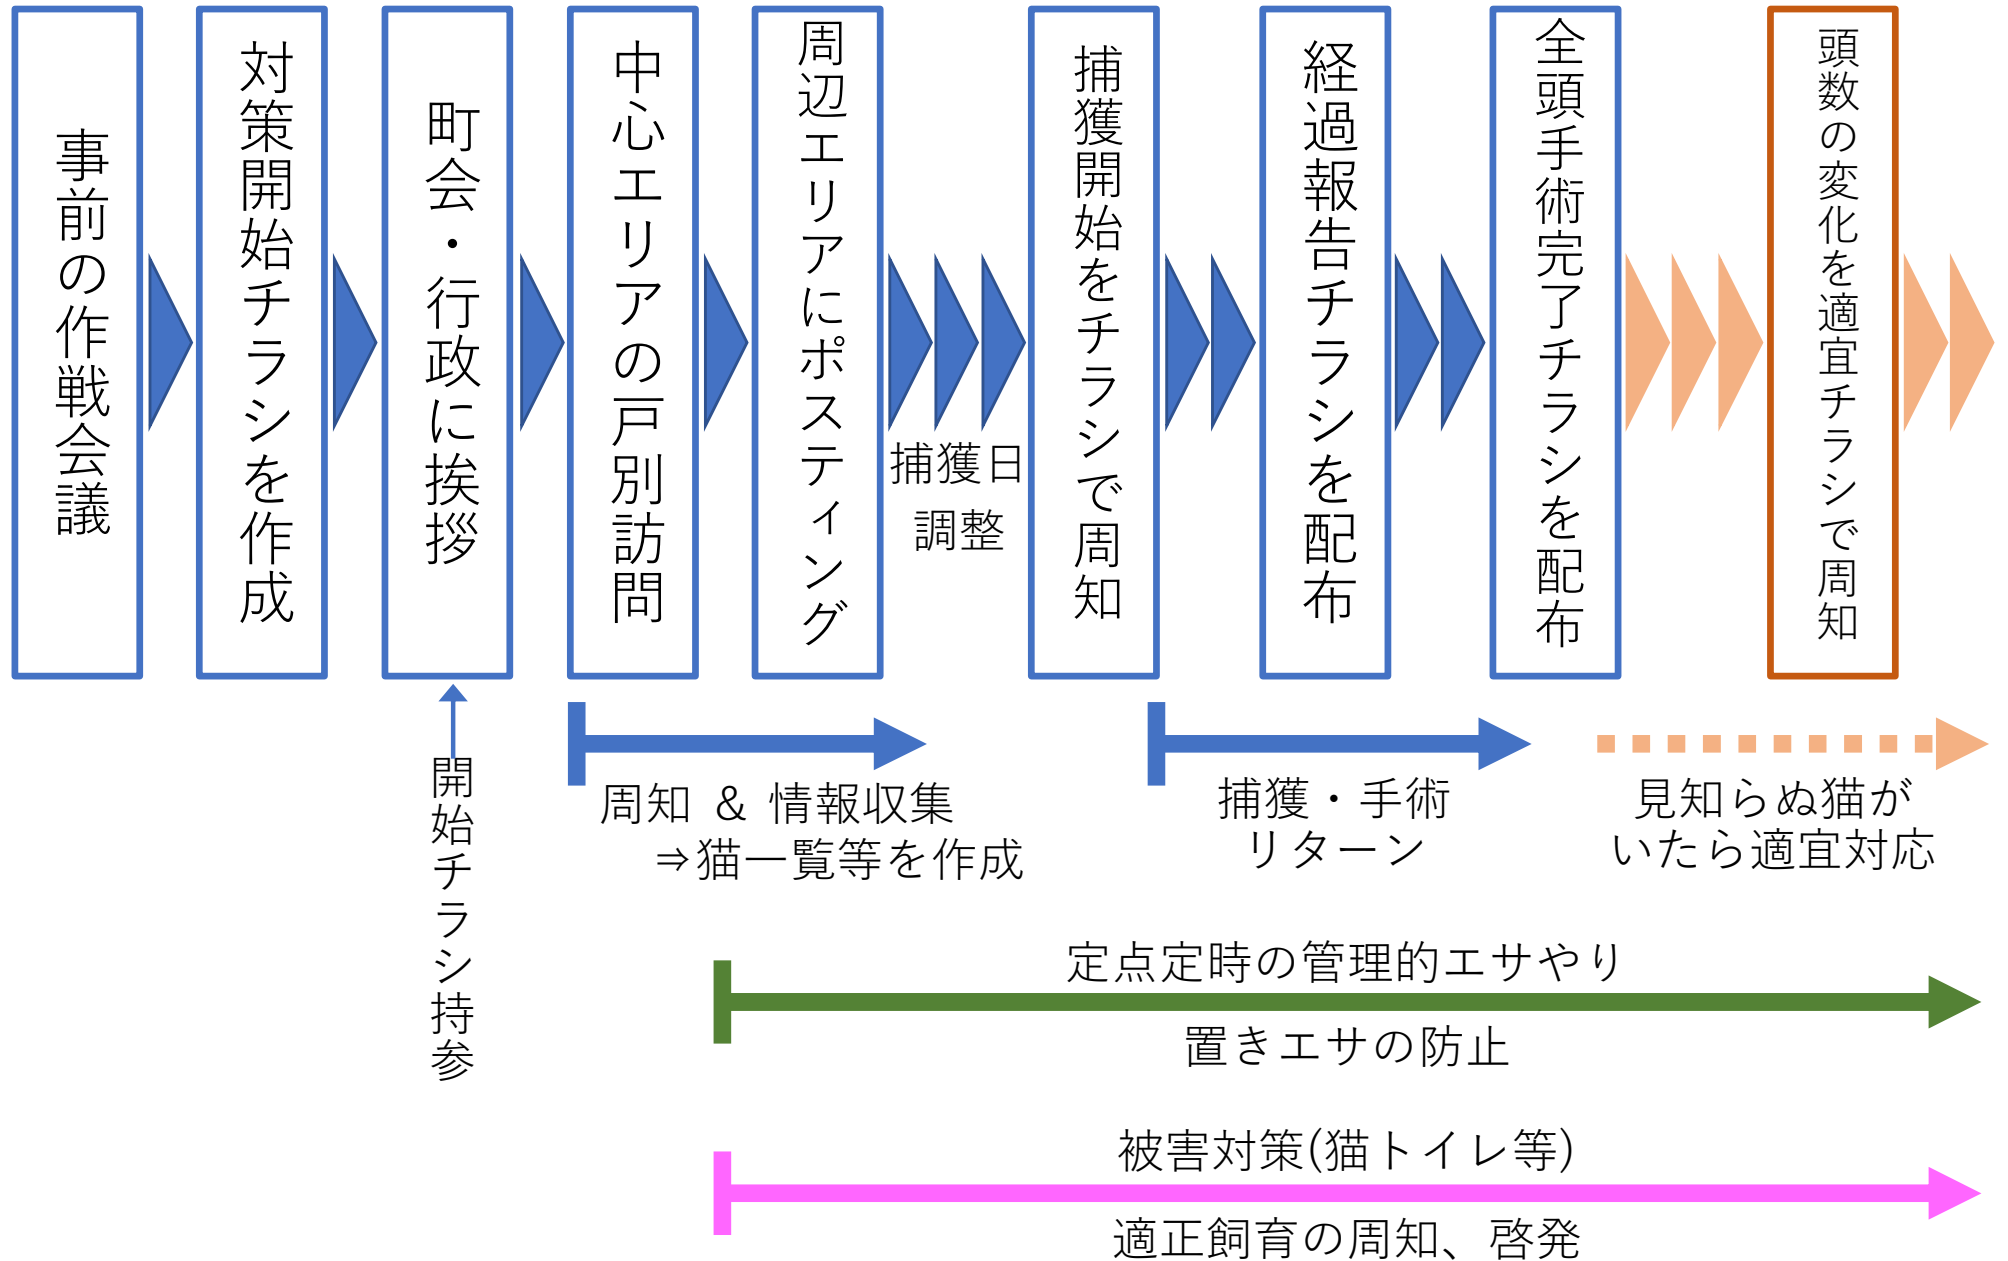 事前の作戦会議
対策開始チラシを作成
町会・行政に挨拶
中心エリアの戸別訪問
周辺エリアにポスティング
捕獲日
調整
捕獲開始をチラシで周知
経過報告チラシを配布
全頭手術完了チラシを配布
頭数の変化を適宜チラシで周知
開始チラシ持参
周知 & 情報収集
⇒猫一覧等を作成
捕獲・手術
リターン
見知らぬ猫が
いたら適宜対応
定点定時の管理的エサやり
置きエサの防止
被害対策(猫トイレ等)
適正飼育の周知、啓発